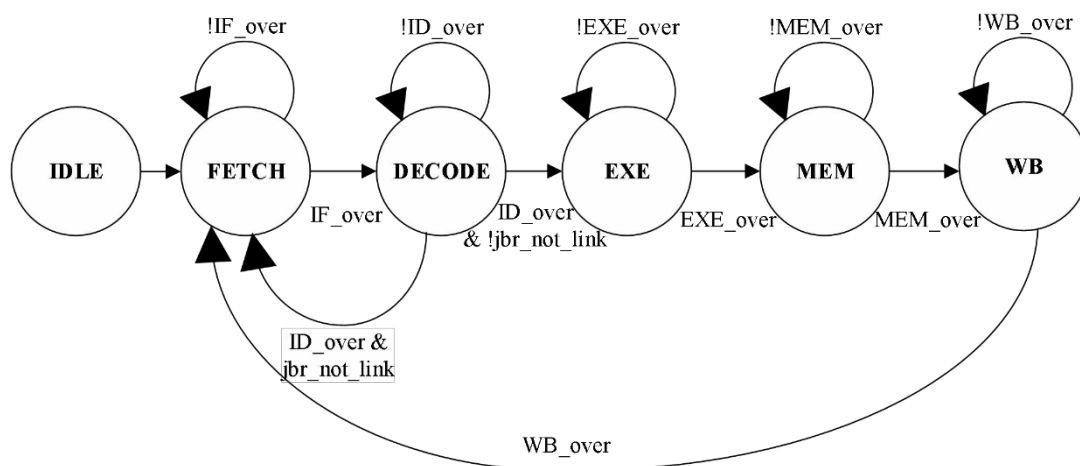 !IF_over
!ID_over
!EXE_over
!MEM_over
!WB_over
IDLE
FETCH
DECODE
EXE
MEM
WB
IF_over
ID_over
& !jbr_not_link
EXE_over
MEM_over
ID_over &
jbr_not_link
WB_over